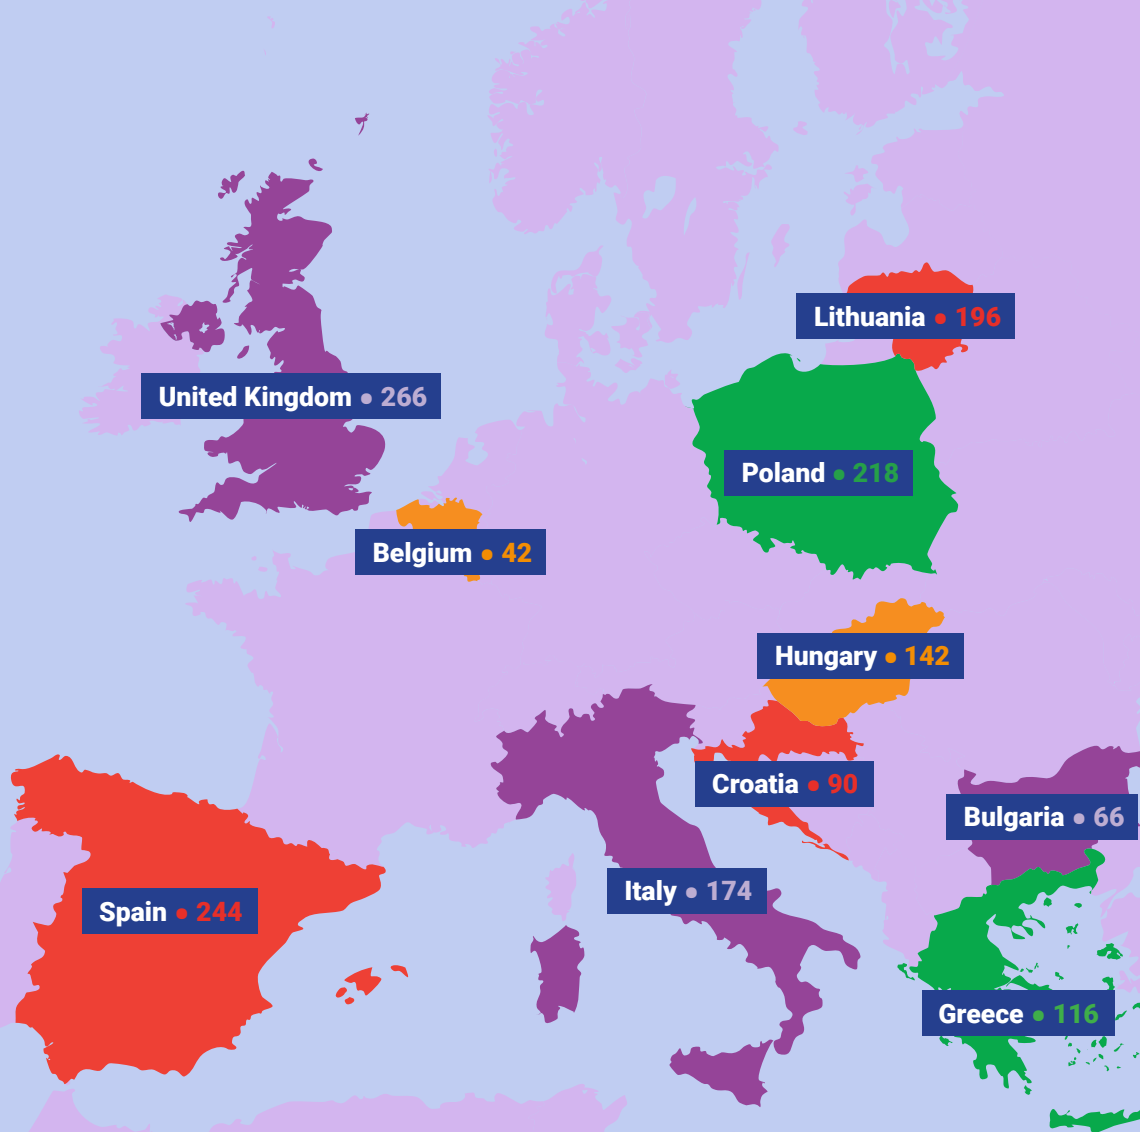 Lithuania • 196
United Kingdom • 266
Poland • 218
Belgium • 42
Hungary • 142
Croatia • 90
Bulgaria • 66
Italy • 174
Spain • 244
Greece • 116